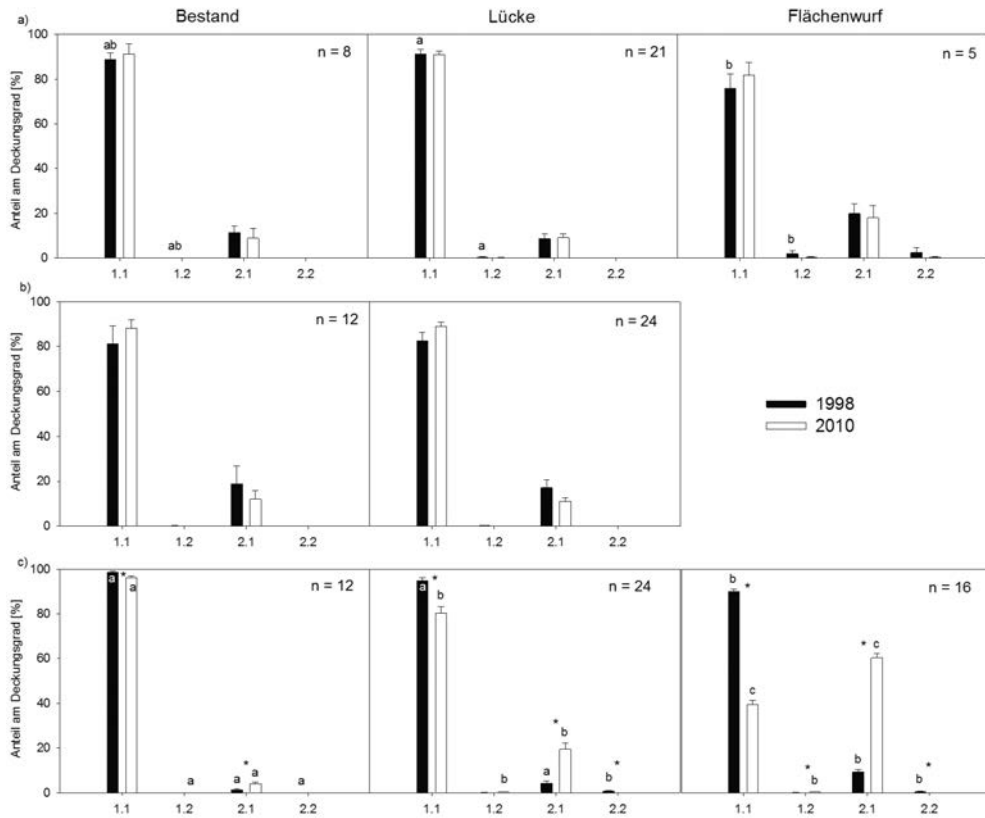 Bestand Lücke Flächenwurf
a)
Anteil am Deckungsgrad [%]
100
80
60
40
20
0
ab
n = 8
a
n = 21
b
n = 5
ab
a
b
1.1 1.2 2.1 2.2 1.1 1.2 2.1 2.2 1.1 1.2 2.1 2.2
b)
Anteil am Deckungsgrad [%]
100
80
60
40
20
0
n = 12
n = 24
1998
2010
1.1 1.2 2.1 2.2 1.1 1.2 2.1 2.2
c)
Anteil am Deckungsgrad [%]
100
80
60
40
20
0
a * a
n = 12
a * b
n = 24
b * c
n = 16
a
a * a
a
b
a * b
b *
* b
b * c
b *
1.1 1.2 2.1 2.2 1.1 1.2 2.1 2.2 1.1 1.2 2.1 2.2